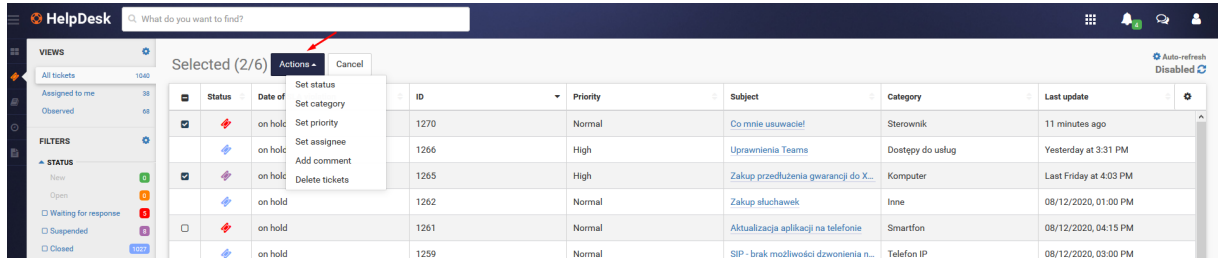 HelpDesk What do you want to find? 4
VIEWS
All tickets 1040
Assigned to me 38
Observed 68
FILTERS
STATUS
New 0
Open 0
Waiting for response 5
Suspended 8
Closed 1027
Selected (2/6) Actions Cancel
Auto-refresh
Disabled
Set status
Set category
Set priority
Set assignee
Add comment
Delete tickets
Status Date of ID Priority Subject Category Last update
on hold 1270 Normal Co mnie usuwacie! Sterownik 11 minutes ago
on hold 1266 High Uprawnienia Teams Dostępy do usług Yesterday at 3:31 PM
on hold 1265 High Zakup przedłużenia gwarancji do X... Komputer Last Friday at 4:03 PM
on hold 1262 Normal Zakup słuchawek Inne 08/12/2020, 01:00 PM
on hold 1261 Normal Aktualizacja aplikacji na telefonie Smartfon 08/12/2020, 04:15 PM
on hold 1259 Normal SIP - brak możliwości dzwonienia n... Telefon IP 08/12/2020, 03:00 PM